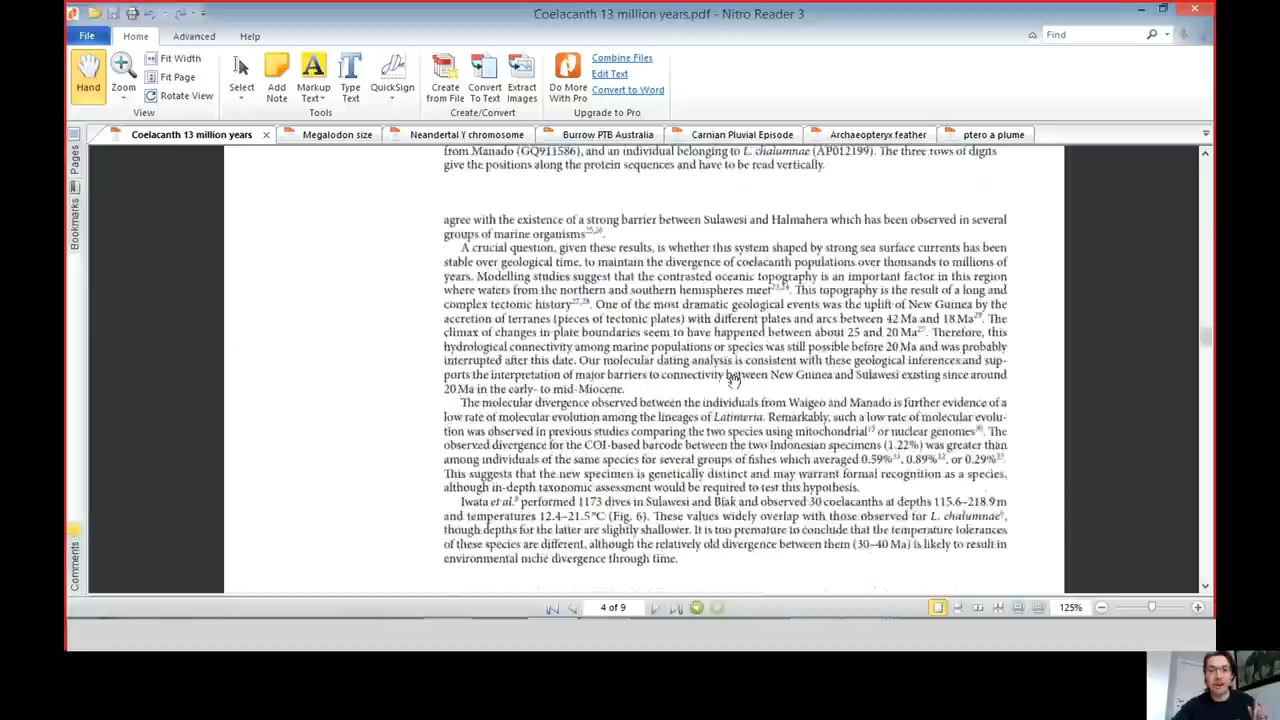 Coelacanth 13 million years.pdf - Nitro Reader 3
File Home Advanced Help
Find
Hand
Zoom
Fit Width
Fit Page
Rotate View
View
Select
Add Note
Markup Text
Type Text
QuickSign
Tools
Create from File
Convert To Text
Extract Images
Create/Convert
Do More With Pro
Combine Files
Edit Text
Convert to Word
Upgrade to Pro
Coelacanth 13 million years
Megalodon size
Neandertal Y chromosome
Burrow PTB Australia
Carnian Pluvial Episode
Archaeopteryx feather
ptero a plume
Pages
Bookmarks
Comments
from Manado (GQ911586), and an individual belonging to L. chalumnae (AP012199). The three rows of digits
give the positions along the protein sequences and have to be read vertically.
agree with the existence of a strong barrier between Sulawesi and Halmahera which has been observed in several
groups of marine organisms25,26.
A crucial question, given these results, is whether this system shaped by strong sea surface currents has been
stable over geological time, to maintain the divergence of coelacanth populations over thousands to millions of
years. Modelling studies suggest that the contrasted oceanic topography is an important factor in this region
where waters from the northern and southern hemispheres meet23,24. This topography is the result of a long and
complex tectonic history27,28. One of the most dramatic geological events was the uplift of New Guinea by the
accretion of terranes (pieces of tectonic plates) with different plates and arcs between 42 Ma and 18 Ma29. The
climax of changes in plate boundaries seem to have happened between about 25 and 20 Ma27. Therefore, this
hydrological connectivity among marine populations or species was still possible before 20 Ma and was probably
interrupted after this date. Our molecular dating analysis is consistent with these geological inferences and sup-
ports the interpretation of major barriers to connectivity between New Guinea and Sulawesi existing since around
20 Ma in the early- to mid-Miocene.
The molecular divergence observed between the individuals from Waigeo and Manado is further evidence of a
low rate of molecular evolution among the lineages of Latimeria. Remarkably, such a low rate of molecular evolu-
tion was observed in previous studies comparing the two species using mitochondrial or nuclear genomes. The
observed divergence for the COI-based barcode between the two Indonesian specimens (1.22%) was greater than
among individuals of the same species for several groups of fishes which averaged 0.59%, 0.89%, or 0.29%.
This suggests that the new specimen is genetically distinct and may warrant formal recognition as a species,
although in-depth taxonomic assessment would be required to test this hypothesis.
Iwata et al. performed 1173 dives in Sulawesi and Biak and observed 30 coelacanths at depths 115.6–218.9 m
and temperatures 12.4–21.5 °C (Fig. 6). These values widely overlap with those observed for L. chalumnae,
though depths for the latter are slightly shallower. It is too premature to conclude that the temperature tolerances
of these species are different, although the relatively old divergence between them (30–40 Ma) is likely to result in
environmental niche divergence through time.
4 of 9
125%